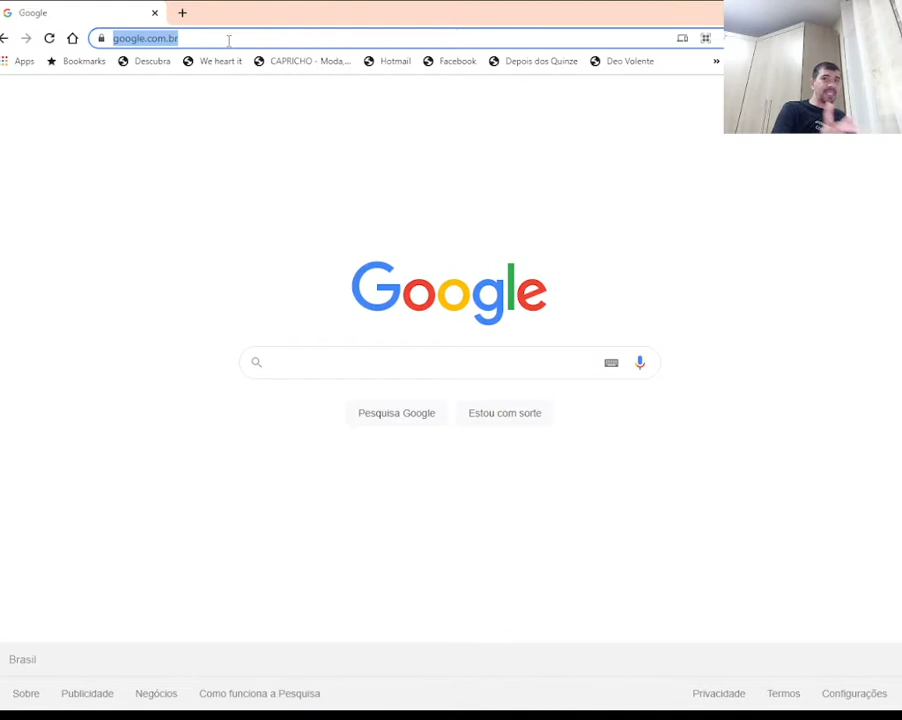 Google
google.com.br
Apps Bookmarks Descubra We heart it CAPRICHO - Moda,... Hotmail Facebook Depois dos Quinze Deo Volente »
Google
Pesquisa Google Estou com sorte
Brasil
Sobre Publicidade Negócios Como funciona a Pesquisa Privacidade Termos Configurações